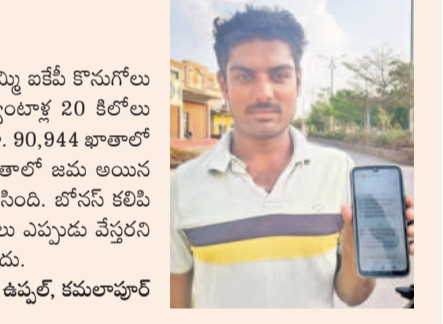 మ్మి ఐకేపీ కొనుగోలు
ంటాళ్ల 20 కిలోలు
. 90,944 ఖాతాలో
తాలో జమ అయిన
సింది. బోనస్ కలిపి
లు ఎప్పుడు వేస్తరని
దు.
ఉప్పల్, కమలాపూర్